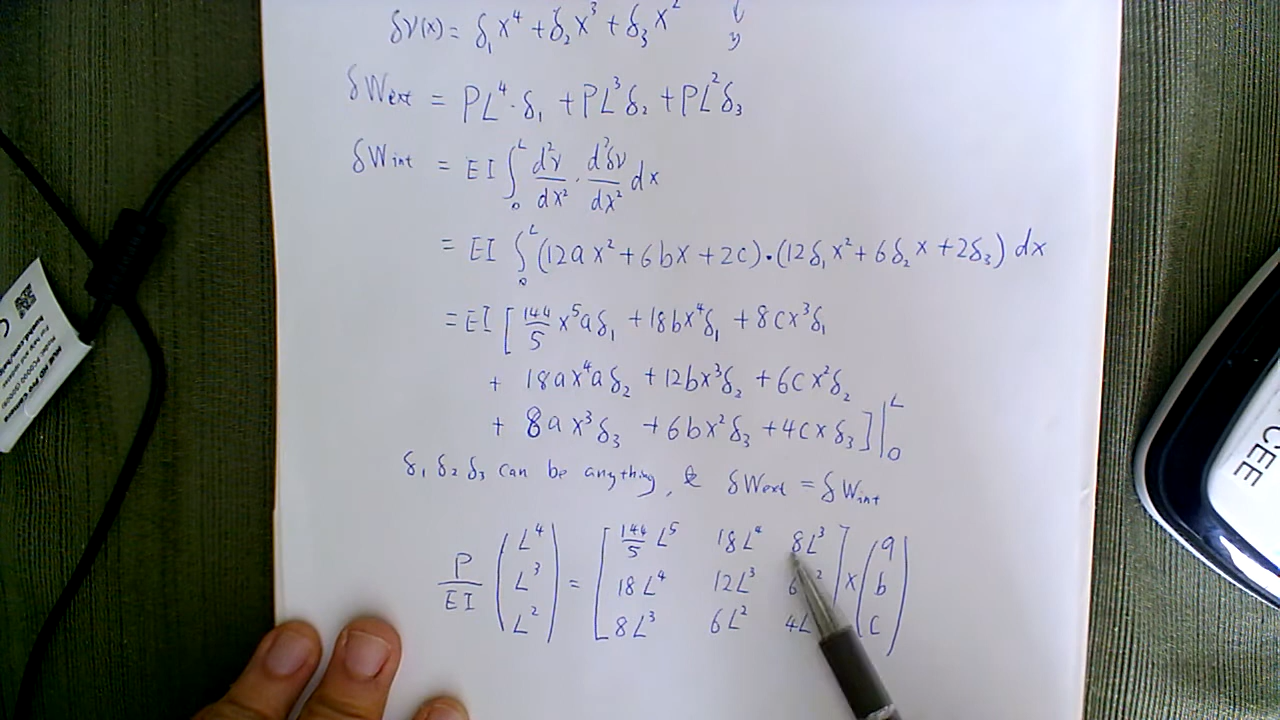 δv(x) = δ₁x⁴ + δ₂x³ + δ₃x²
y
δWext = PL⁴·δ₁ + PL³δ₂ + PL²δ₃
δWint = EI ∫₀ᴸ d²v/dx² · d²δv/dx² dx
= EI ∫₀ᴸ (12ax² + 6bx + 2c)·(12δ₁x² + 6δ₂x + 2δ₃) dx
= EI [ 144/5 x⁵aδ₁ + 18bx⁴δ₁ + 8cx³δ₁
+ 18ax⁴aδ₂ + 12bx³δ₂ + 6cx²δ₂
+ 8ax³δ₃ + 6bx²δ₃ + 4cxδ₃ ]|₀ᴸ
δ₁ δ₂ δ₃ can be anything, & δWext = δWint
P/EI (L⁴ L³ L²) = [ 144/5 L⁵ 18L⁴ 8L³
18L⁴ 12L³ 6 ²
8L³ 6L² 4L ] × (a b c)
CEE